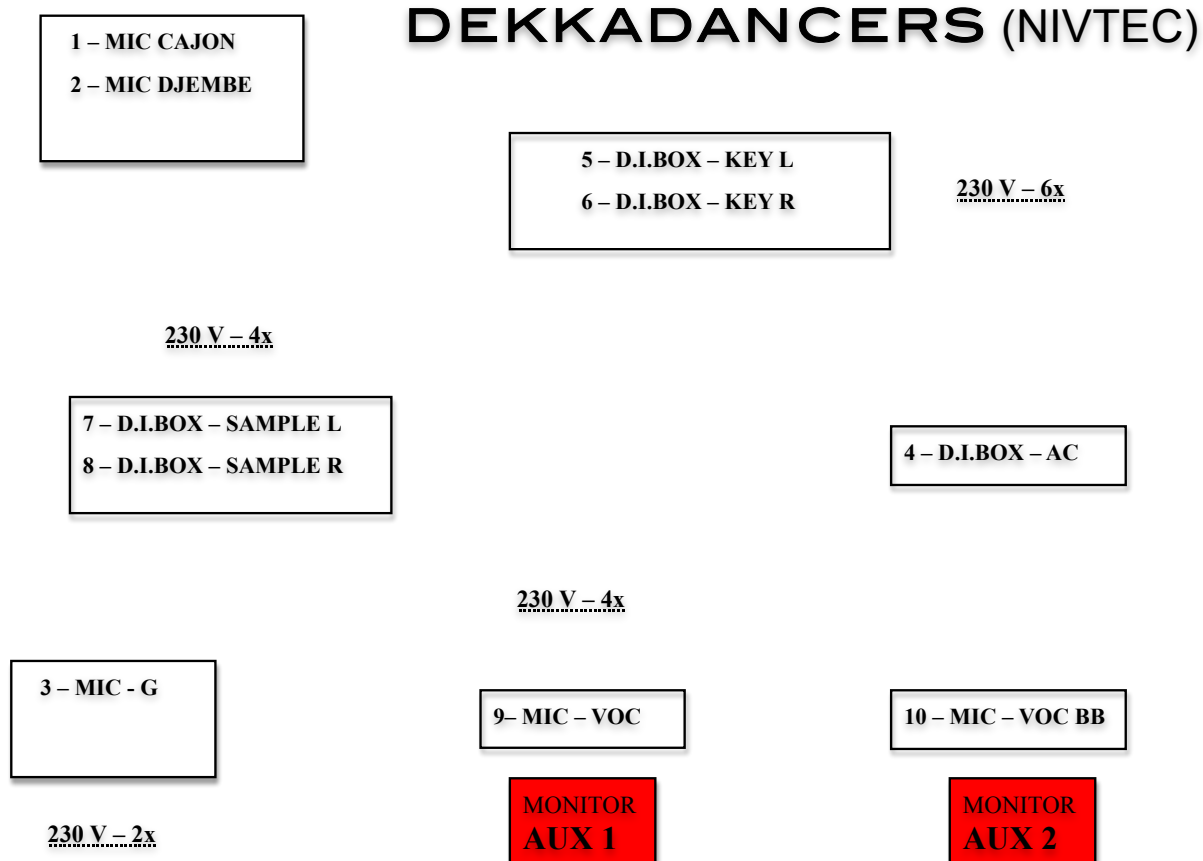 DEKKADANCERS (NIVTEC)
1 – MIC CAJON
2 – MIC DJEMBE
5 – D.I.BOX – KEY L
6 – D.I.BOX – KEY R
230 V – 6x
230 V – 4x
7 – D.I.BOX – SAMPLE L
8 – D.I.BOX – SAMPLE R
4 – D.I.BOX – AC
230 V – 4x
3 – MIC - G
9– MIC – VOC
10 – MIC – VOC BB
MONITOR
AUX 1
MONITOR
AUX 2
230 V – 2x